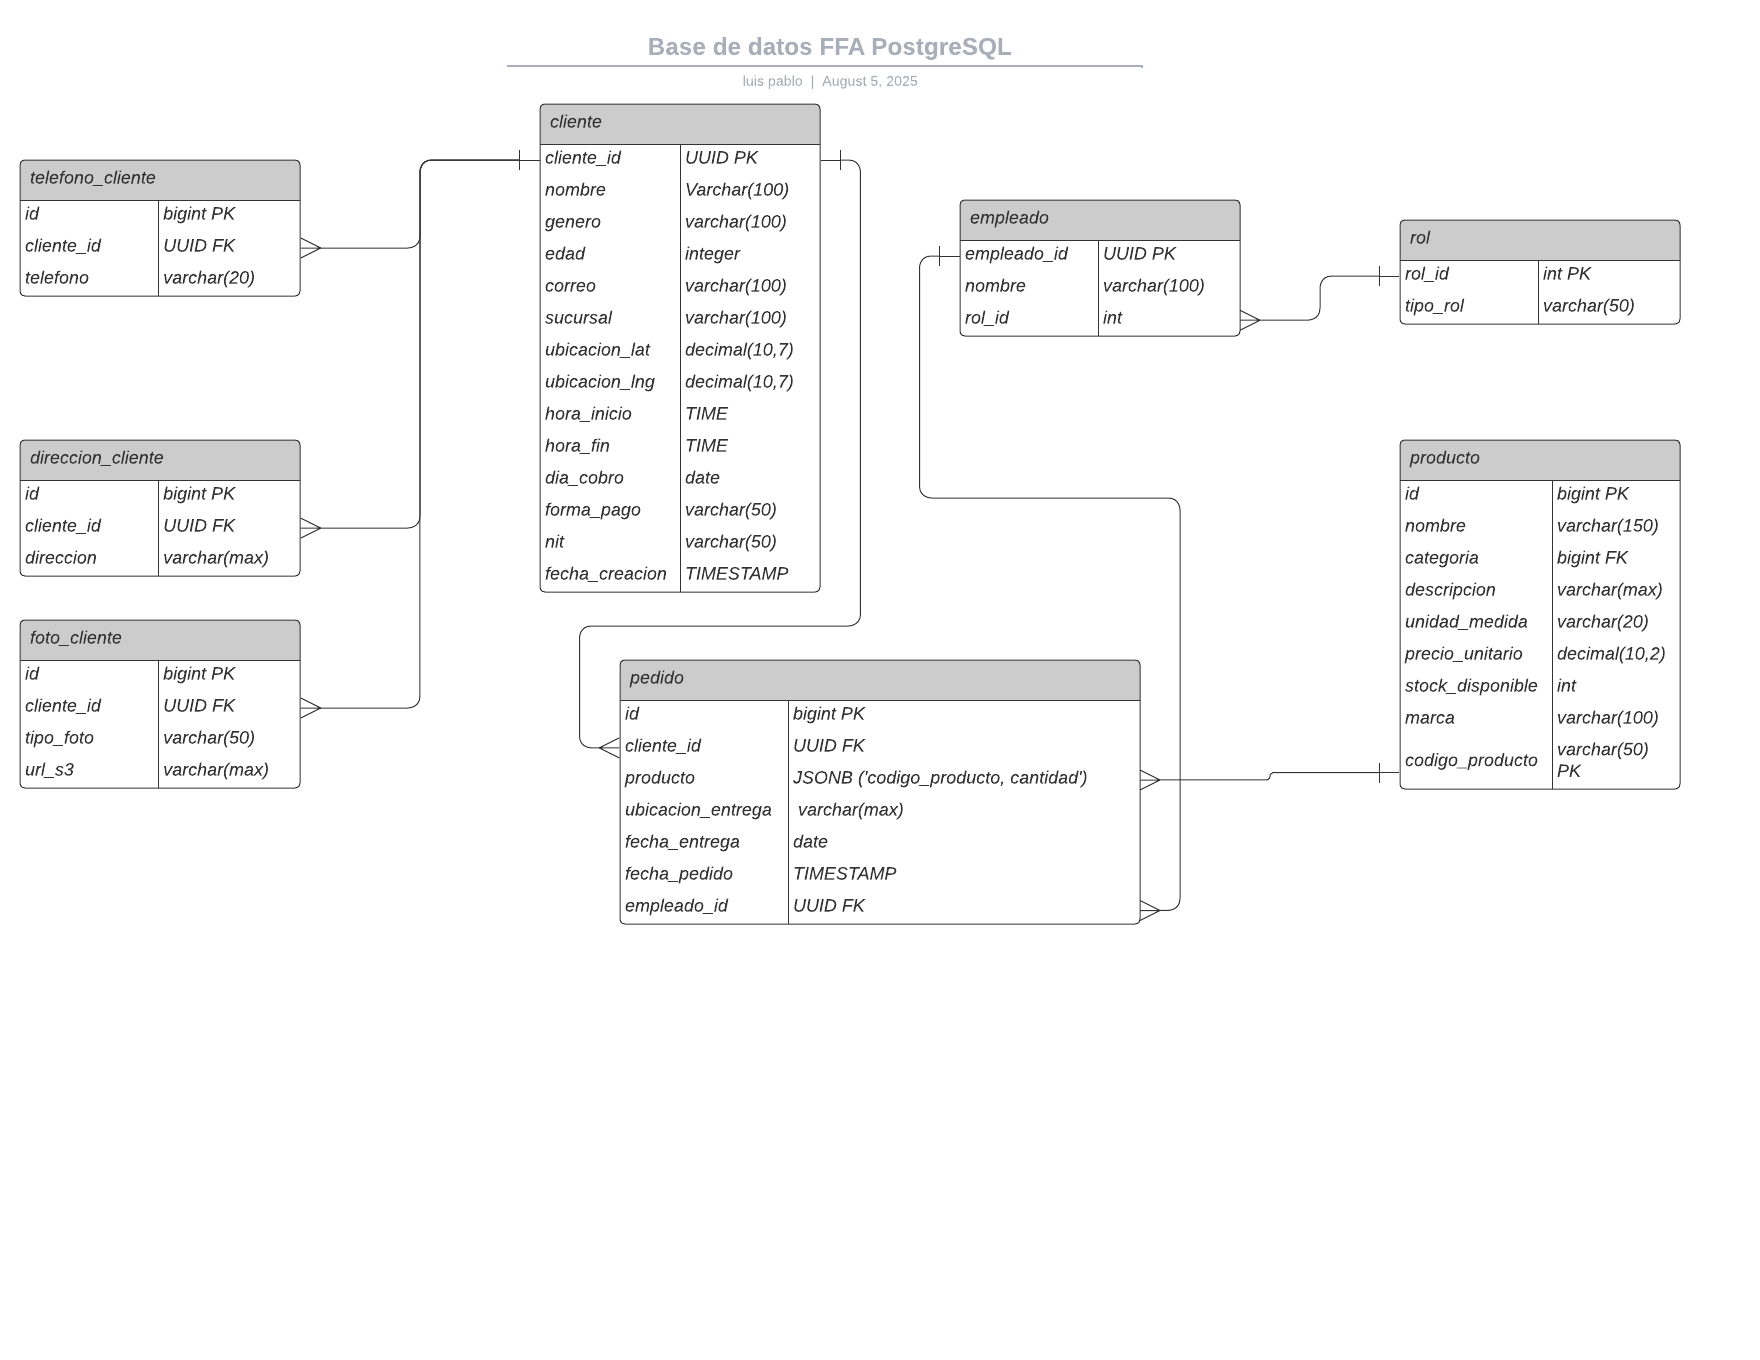 Base de datos FFA PostgreSQL
luis pablo | August 5, 2025
telefono_cliente
id bigint PK
cliente_id UUID FK
telefono varchar(20)
direccion_cliente
id bigint PK
cliente_id UUID FK
direccion varchar(max)
foto_cliente
id bigint PK
cliente_id UUID FK
tipo_foto varchar(50)
url_s3 varchar(max)
cliente
cliente_id UUID PK
nombre Varchar(100)
genero varchar(100)
edad integer
correo varchar(100)
sucursal varchar(100)
ubicacion_lat decimal(10,7)
ubicacion_lng decimal(10,7)
hora_inicio TIME
hora_fin TIME
dia_cobro date
forma_pago varchar(50)
nit varchar(50)
fecha_creacion TIMESTAMP
pedido
id bigint PK
cliente_id UUID FK
producto JSONB ('codigo_producto, cantidad')
ubicacion_entrega varchar(max)
fecha_entrega date
fecha_pedido TIMESTAMP
empleado_id UUID FK
empleado
empleado_id UUID PK
nombre varchar(100)
rol_id int
rol
rol_id int PK
tipo_rol varchar(50)
producto
id bigint PK
nombre varchar(150)
categoria bigint FK
descripcion varchar(max)
unidad_medida varchar(20)
precio_unitario decimal(10,2)
stock_disponible int
marca varchar(100)
codigo_producto varchar(50)
PK